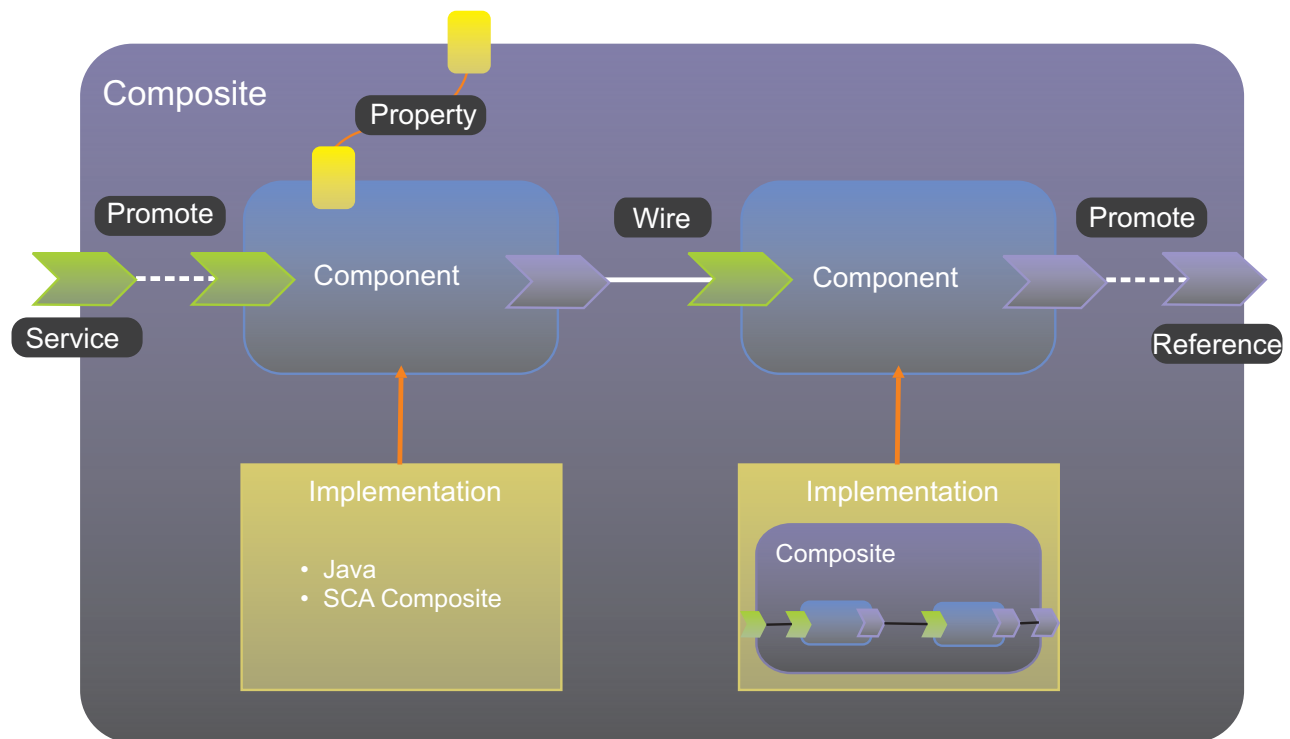 Composite
Property
Promote
Wire
Promote
Component
Component
Service
Reference
Implementation
• Java
• SCA Composite
Implementation
Composite